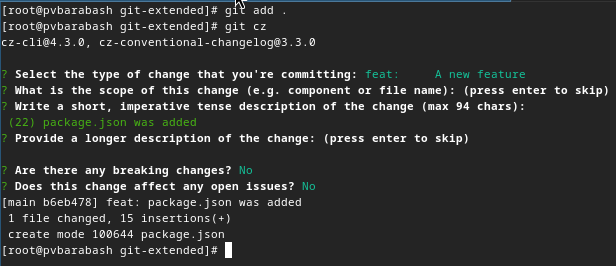 [root@pvbarabash git-extended]# git add .
[root@pvbarabash git-extended]# git cz
cz-cli@4.3.0, cz-conventional-changelog@3.3.0
? Select the type of change that you're committing: feat:     A new feature
? What is the scope of this change (e.g. component or file name): (press enter to skip)
? Write a short, imperative tense description of the change (max 94 chars):
(22) package.json was added
? Provide a longer description of the change: (press enter to skip)
? Are there any breaking changes? No
? Does this change affect any open issues? No
[main b6eb478] feat: package.json was added
1 file changed, 15 insertions(+)
create mode 100644 package.json
[root@pvbarabash git-extended]#